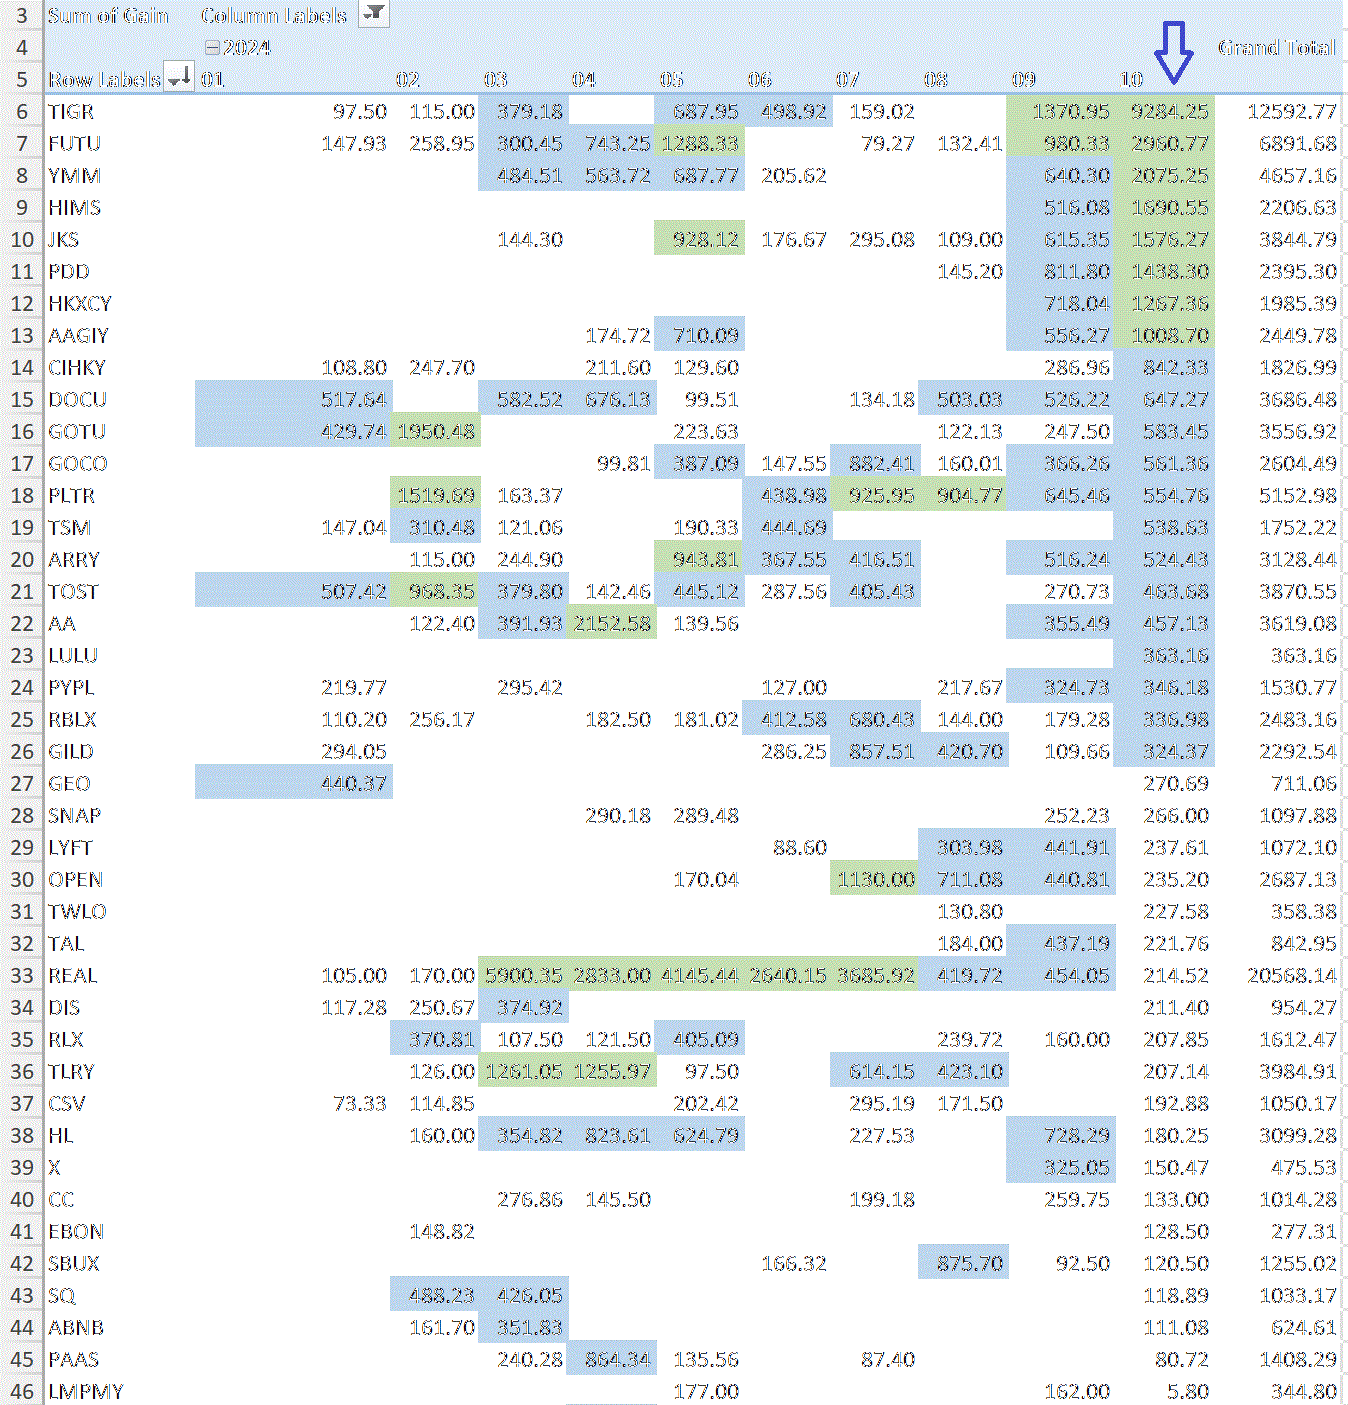 3 Sum of Gain Column Labels
4 2024 Grand Total
5 Row Labels 01 02 03 04 05 06 07 08 09 10
6 TIGR 97.50 115.00 379.18 687.95 498.92 159.02 1370.95 9284.25 12592.77
7 FUTU 147.93 258.95 300.45 743.25 1288.33 79.27 132.41 980.33 2960.77 6891.68
8 YMM 484.51 563.72 687.77 205.62 640.30 2075.25 4657.16
9 HIMS 516.08 1690.55 2206.63
10 JKS 144.30 928.12 176.67 295.08 109.00 615.35 1576.27 3844.79
11 PDD 145.20 811.80 1438.30 2395.30
12 HKXCY 718.04 1267.36 1985.39
13 AAGIY 174.72 710.09 556.27 1008.70 2449.78
14 CIHKY 108.80 247.70 211.60 129.60 286.96 842.33 1826.99
15 DOCU 517.64 582.52 676.13 99.51 134.18 503.03 526.22 647.27 3686.48
16 GOTU 429.74 1950.48 223.63 122.13 247.50 583.45 3556.92
17 GOCO 99.81 387.09 147.55 882.41 160.01 366.26 561.36 2604.49
18 PLTR 1519.69 163.37 438.98 925.95 904.77 645.46 554.76 5152.98
19 TSM 147.04 310.48 121.06 190.33 444.69 538.63 1752.22
20 ARRY 115.00 244.90 943.81 367.55 416.51 516.24 524.43 3128.44
21 TOST 507.42 968.35 379.80 142.46 445.12 287.56 405.43 270.73 463.68 3870.55
22 AA 122.40 391.93 2152.58 139.56 355.49 457.13 3619.08
23 LULU 363.16 363.16
24 PYPL 219.77 295.42 127.00 217.67 324.73 346.18 1530.77
25 RBLX 110.20 256.17 182.50 181.02 412.58 680.43 144.00 179.28 336.98 2483.16
26 GILD 294.05 286.25 857.51 420.70 109.66 324.37 2292.54
27 GEO 440.37 270.69 711.06
28 SNAP 290.18 289.48 252.23 266.00 1097.88
29 LYFT 88.60 303.98 441.91 237.61 1072.10
30 OPEN 170.04 1130.00 711.08 440.81 235.20 2687.13
31 TWLO 130.80 227.58 358.38
32 TAL 184.00 437.19 221.76 842.95
33 REAL 105.00 170.00 5900.35 2833.00 4145.44 2640.15 3685.92 419.72 454.05 214.52 20568.14
34 DIS 117.28 250.67 374.92 211.40 954.27
35 RLX 370.81 107.50 121.50 405.09 239.72 160.00 207.85 1612.47
36 TLRY 126.00 1261.05 1255.97 97.50 614.15 423.10 207.14 3984.91
37 CSV 73.33 114.85 202.42 295.19 171.50 192.88 1050.17
38 HL 160.00 354.82 823.61 624.79 227.53 728.29 180.25 3099.28
39 X 325.05 150.47 475.53
40 CC 276.86 145.50 199.18 259.75 133.00 1014.28
41 EBON 148.82 128.50 277.31
42 SBUX 166.32 875.70 92.50 120.50 1255.02
43 SQ 488.23 426.05 118.89 1033.17
44 ABNB 161.70 351.83 111.08 624.61
45 PAAS 240.28 864.34 135.56 87.40 80.72 1408.29
46 LMPMY 177.00 162.00 5.80 344.80